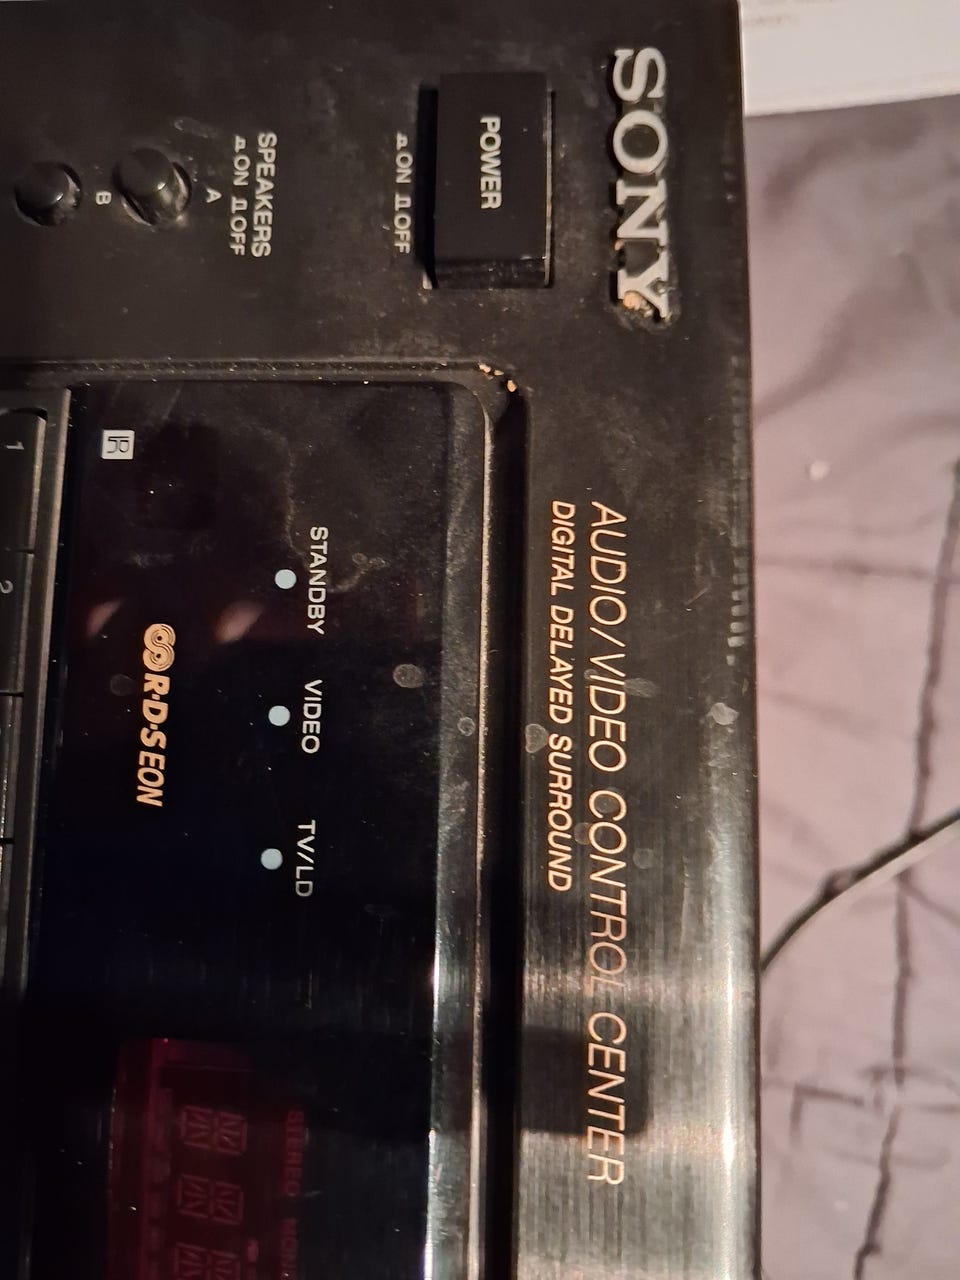 SONY
AUDIO/VIDEO CONTROL CENTER
DIGITAL DELAYED SURROUND
POWER
ON OFF
SPEAKERS
ON OFF
A
B
STANDBY
VIDEO
TV/LD
R·D·S EON
R
STEREO
1
2